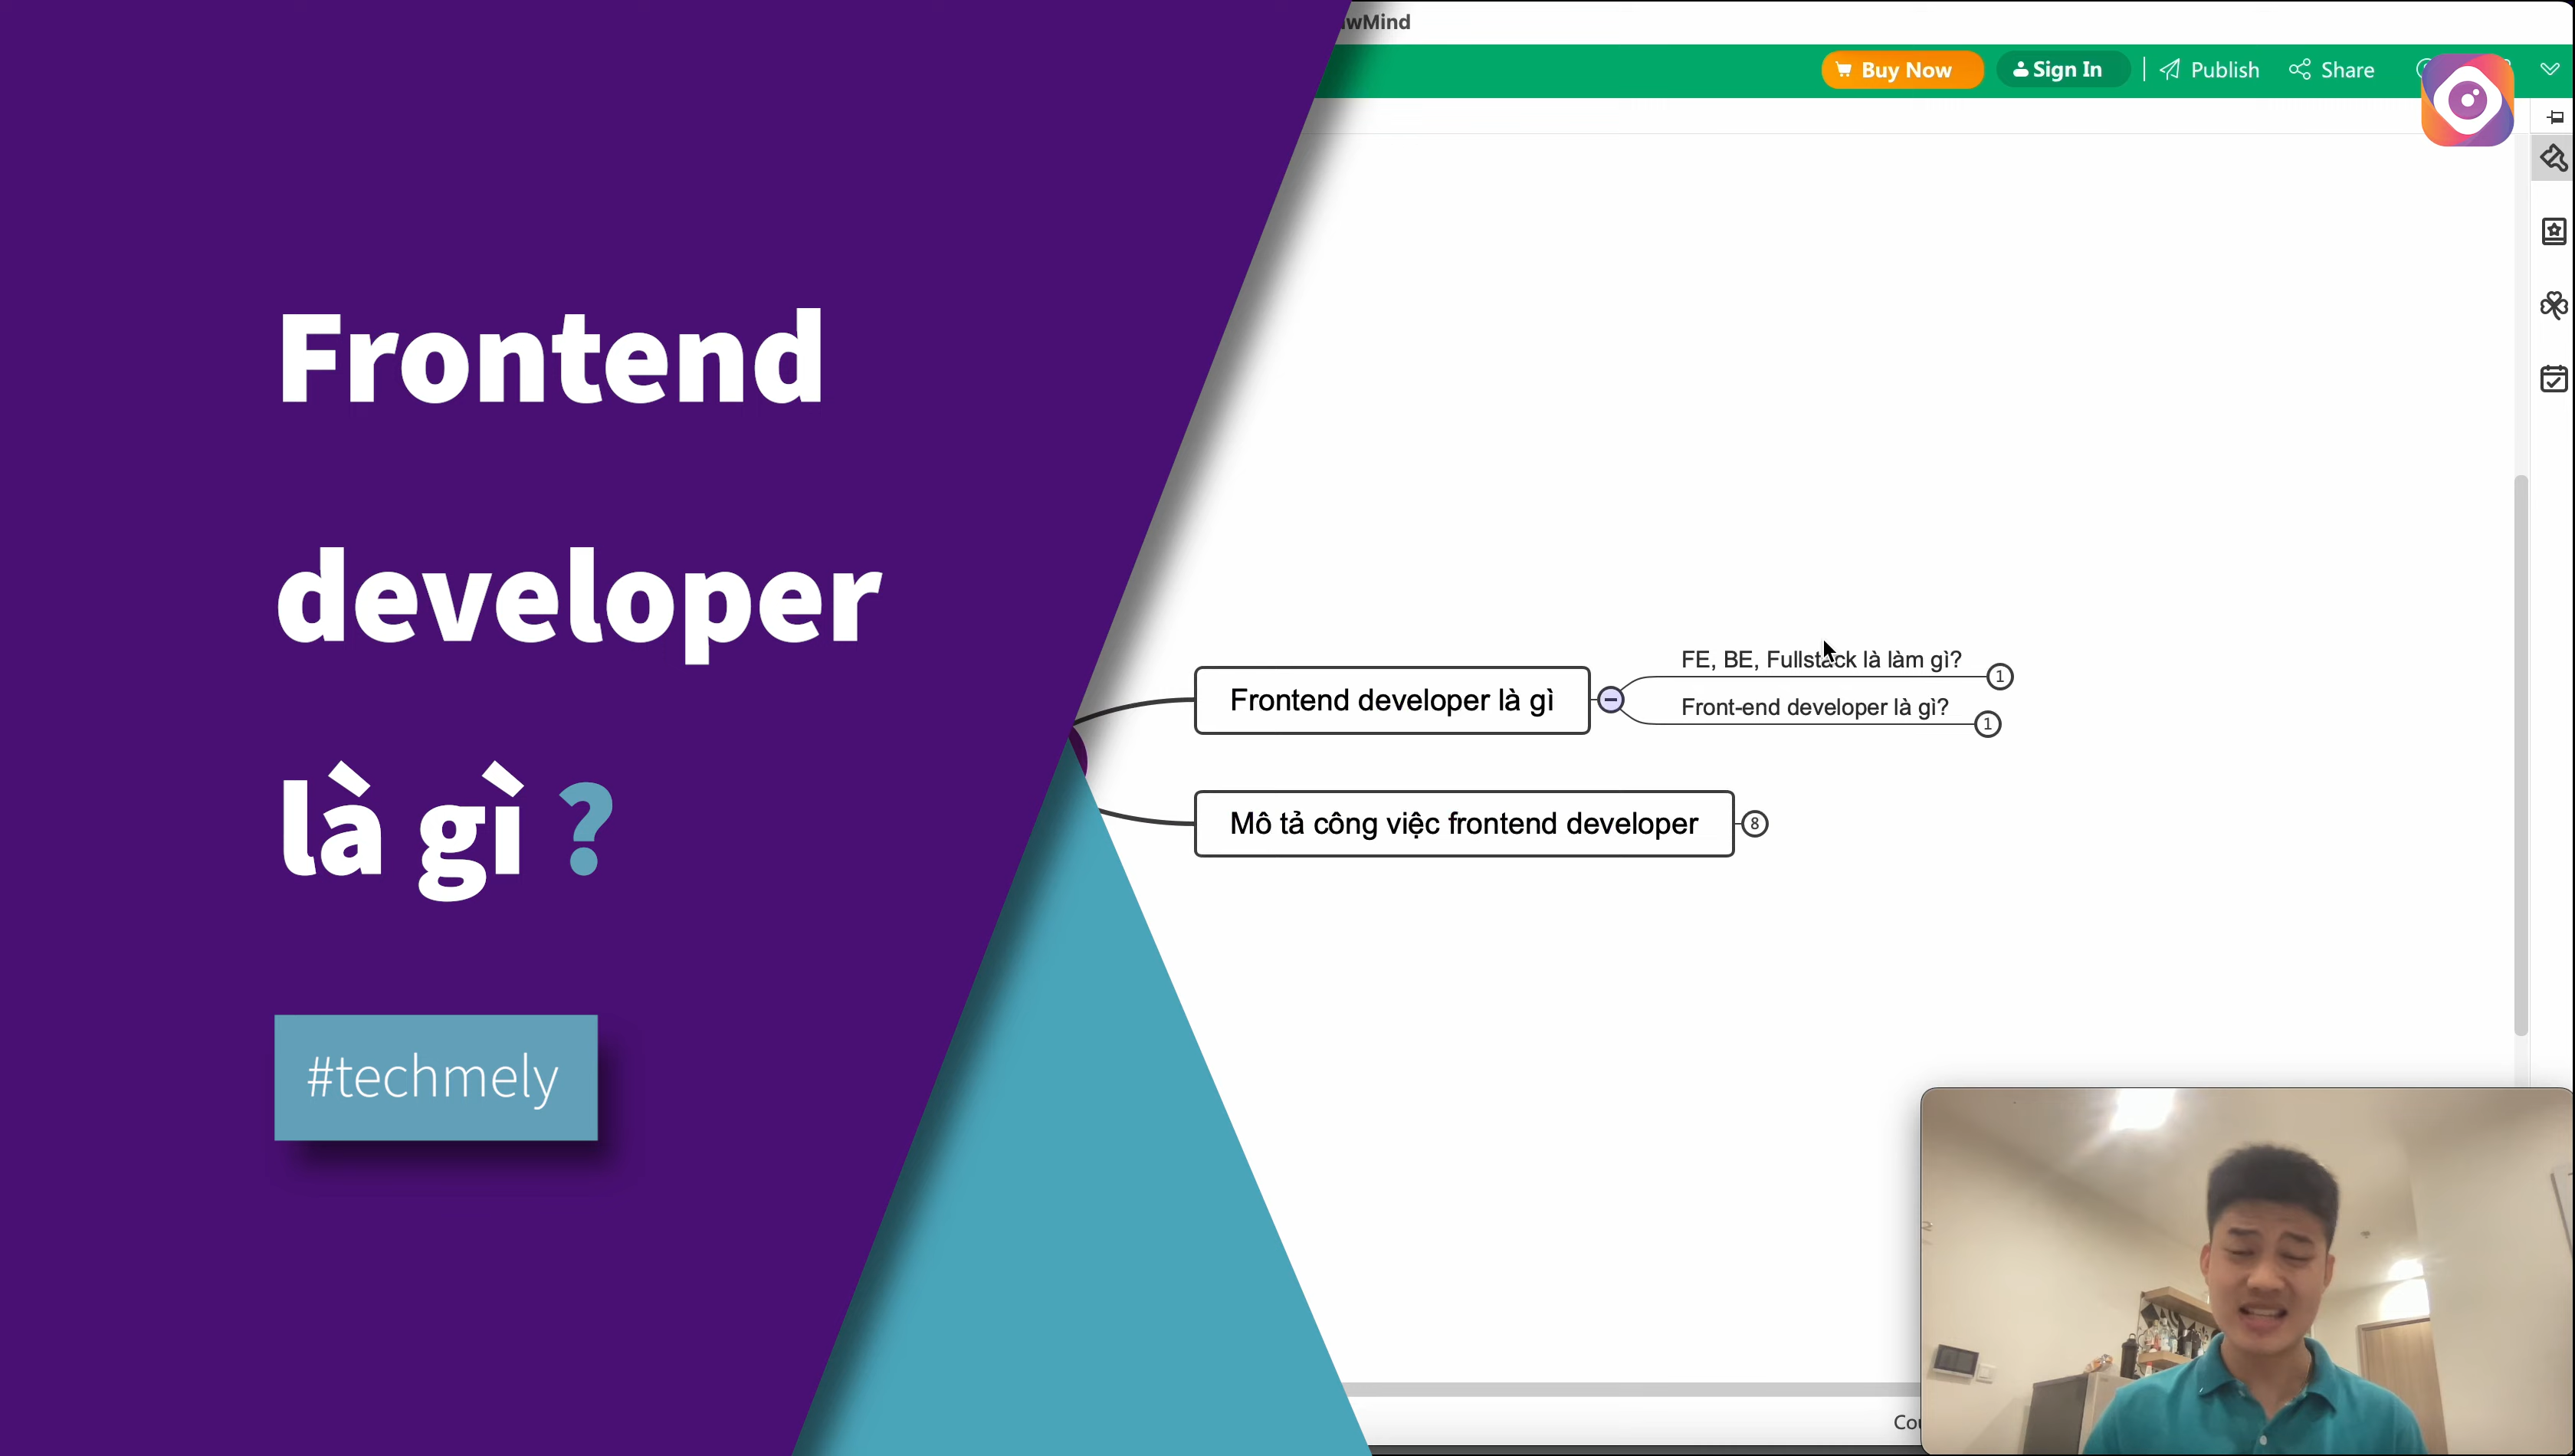 Frontend
developer
là gì ?
#techmely
wMind
Buy Now
Sign In
Publish
Share
FE, BE, Fullstack là làm gì?
1
Frontend developer là gì
Front-end developer là gì?
1
Mô tả công việc frontend developer
8